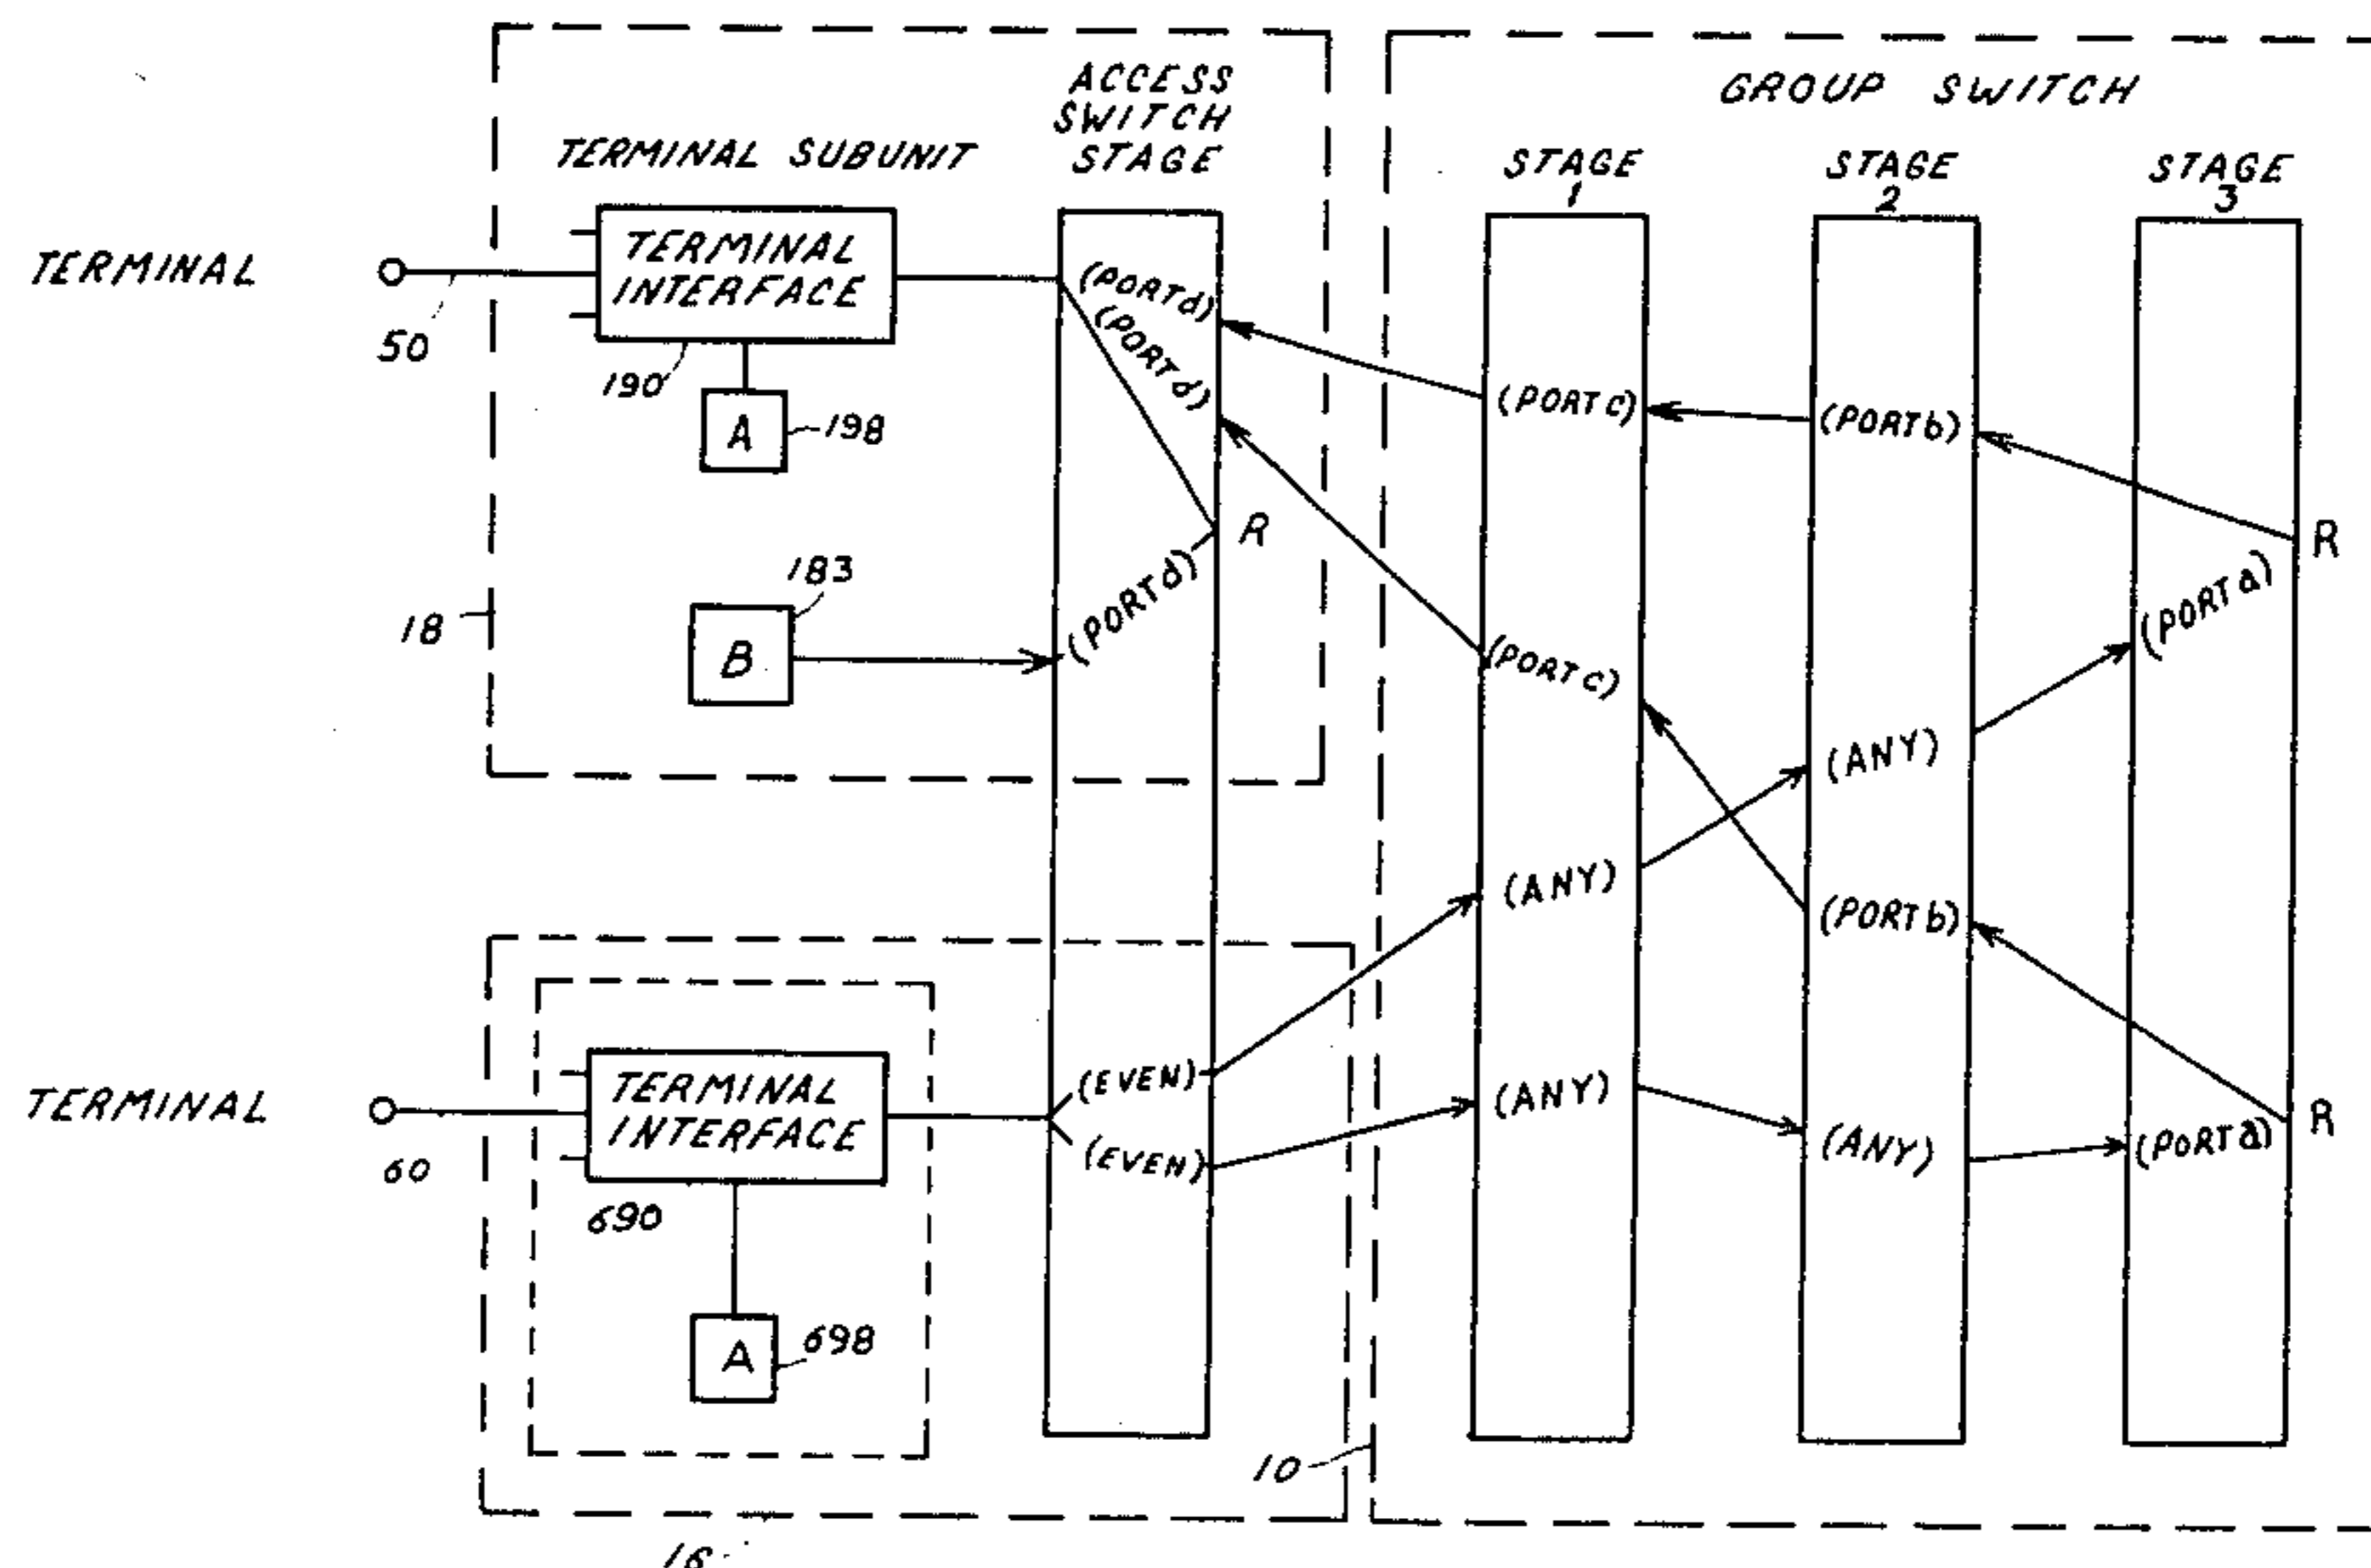 ACCESS
SWITCH
STAGE
GROUP SWITCH
TERMINAL SUBUNIT
STAGE
1
STAGE
2
STAGE
3
TERMINAL
50
TERMINAL
INTERFACE
190
A
198
(PORT d)
(PORT d)
(PORT c)
(PORT b)
R
R
(PORT a)
183
B
18
(PORT d)
(PORT c)
(ANY)
(ANY)
(PORT b)
TERMINAL
60
TERMINAL
INTERFACE
690
A
698
(EVEN)
(EVEN)
(ANY)
(ANY)
(PORT a)
R
10
16